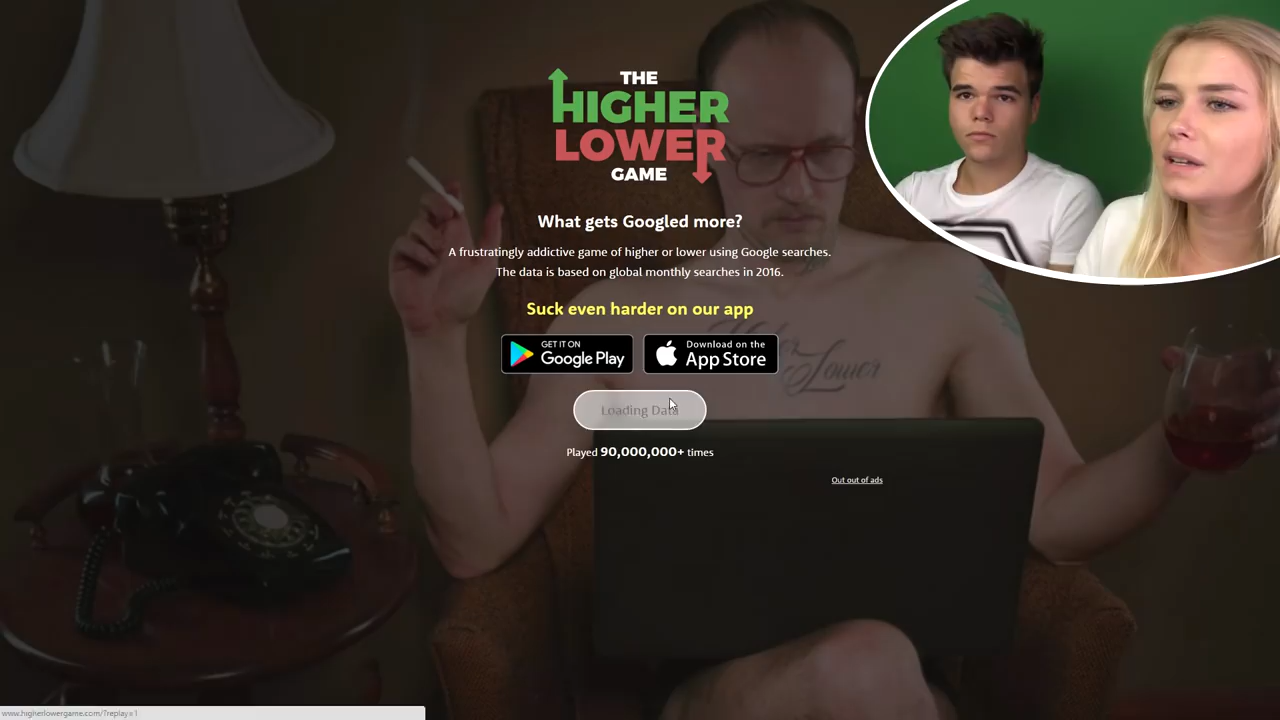 THE
HIGHER
LOWER
GAME
What gets Googled more?
A frustratingly addictive game of higher or lower using Google searches.
The data is based on global monthly searches in 2016.
Suck even harder on our app
GET IT ON
Google Play
Download on the
App Store
Loading Data
Played 90,000,000+ times
Out out of ads
Lower
www.higherlowergame.com/?replay=1